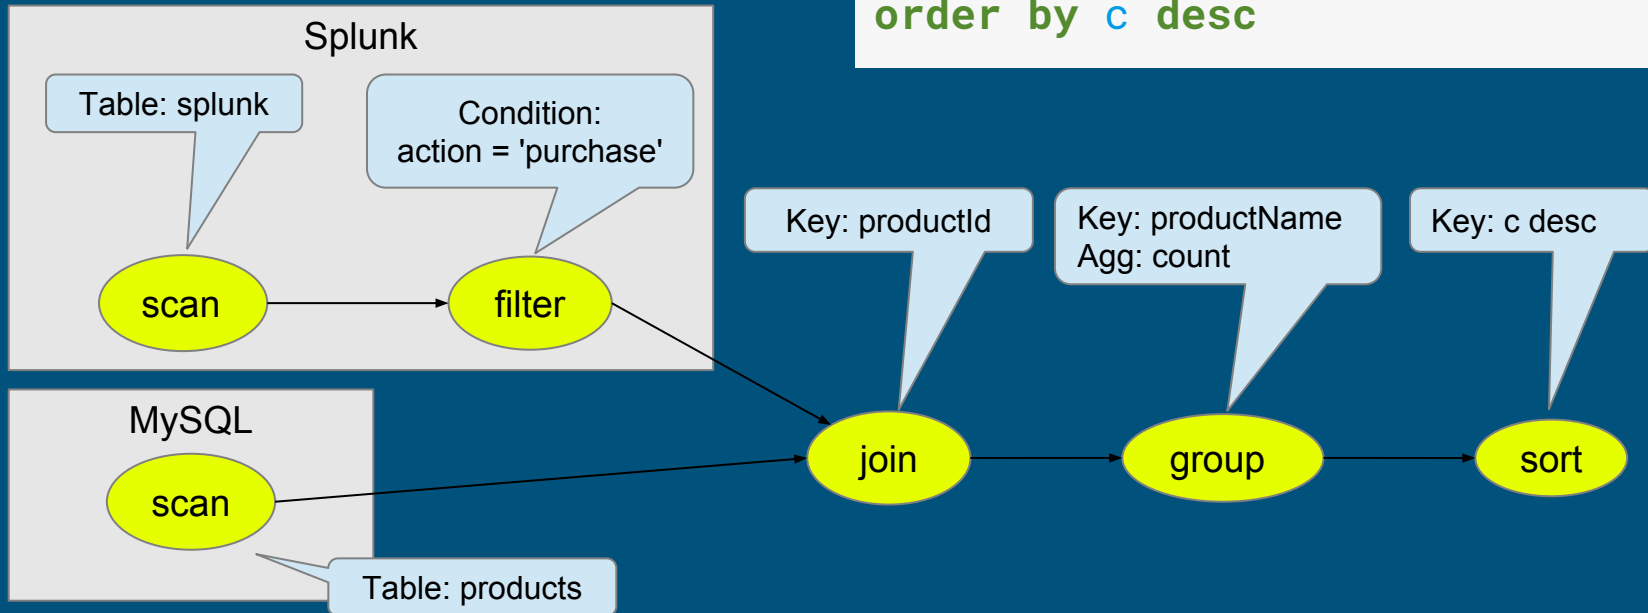 order by c desc
Splunk
Table: splunk
Condition:
action = 'purchase'
scan
filter
Key: productId
Key: productName
Agg: count
Key: c desc
MySQL
scan
join
group
sort
Table: products